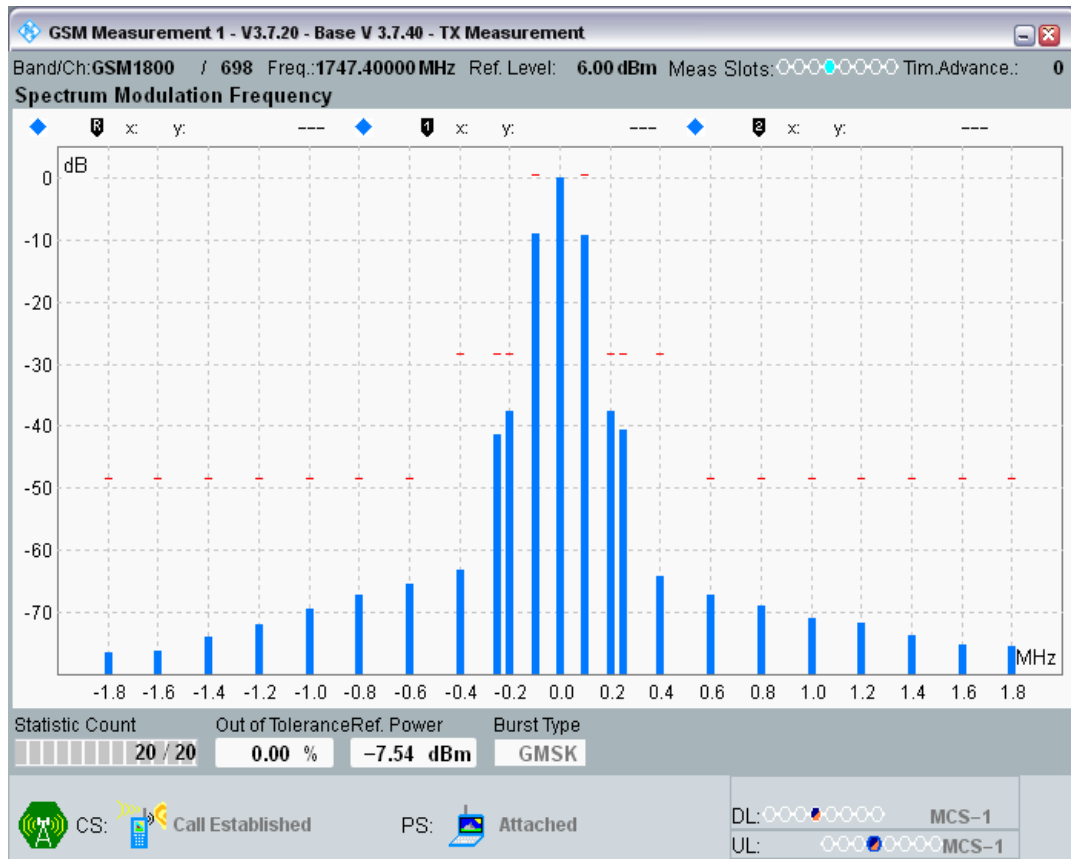 GSM Measurement 1 - V3.7.20 - Base V 3.7.40 - TX Measurement
Band/Ch:GSM1800 / 698 Freq.:1747.40000 MHz Ref. Level: 6.00 dBm Meas Slots: Tim.Advance.: 0
Spectrum Modulation Frequency
R x: y: --- 1 x: y: --- 2 x: y: ---
dB
0
-10
-20
-30
-40
-50
-60
-70
MHz
-1.8 -1.6 -1.4 -1.2 -1.0 -0.8 -0.6 -0.4 -0.2 0.0 0.2 0.4 0.6 0.8 1.0 1.2 1.4 1.6 1.8
Statistic Count Out of Tolerance Ref. Power Burst Type
20 / 20 0.00 % −7.54 dBm GMSK
CS: Call Established PS: Attached
DL: MCS−1
UL: MCS−1